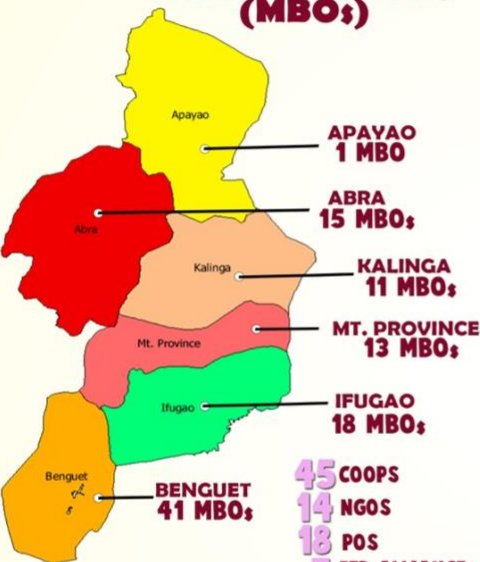 (MBOs)
Apayao
APAYAO
1 MBO
ABRA
15 MBOs
Abra
Kalinga
KALINGA
11 MBOs
MT. PROVINCE
13 MBOs
Mt. Province
IFUGAO
18 MBOs
Ifugao
Benguet
BENGUET
41 MBOs
45 COOPS
14 NGOS
18 POS